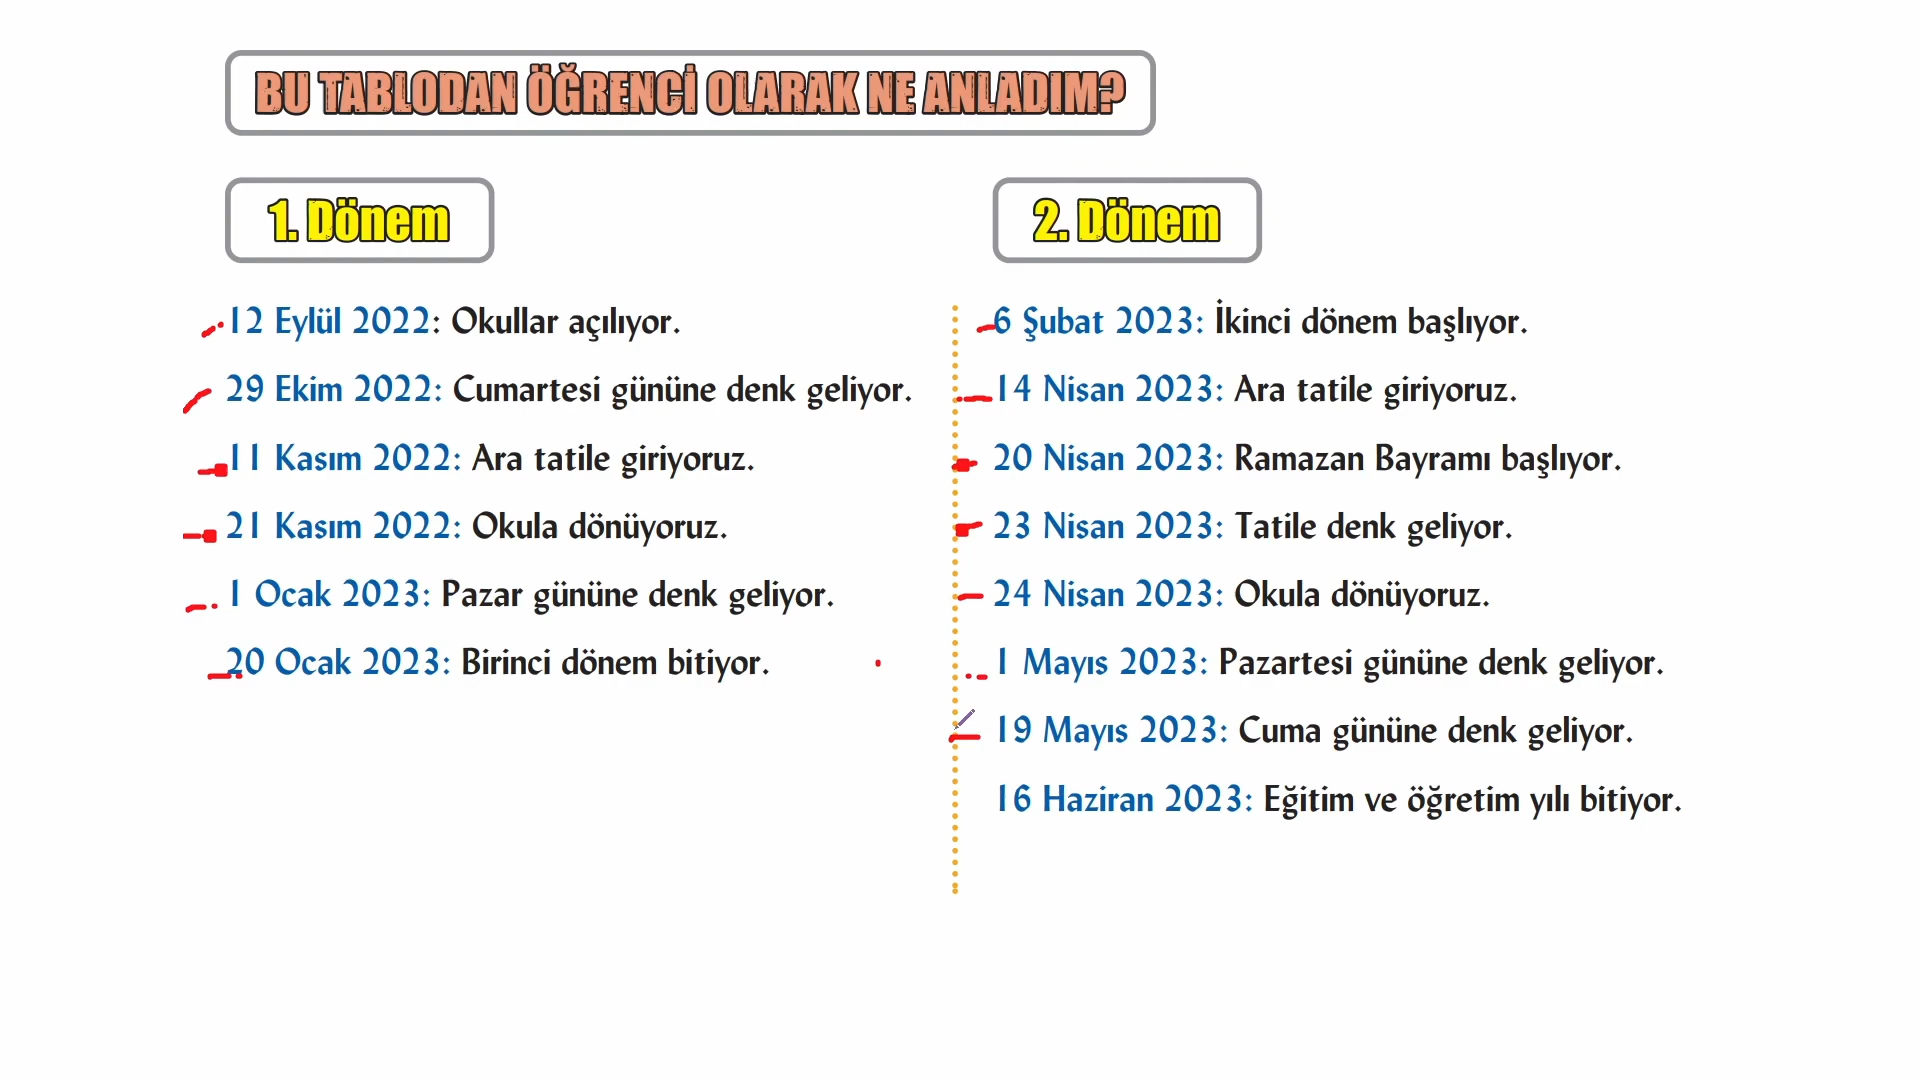 BU TABLODAN ÖĞRENCİ OLARAK NE ANLADIM?
1. Dönem
12 Eylül 2022: Okullar açılıyor.
29 Ekim 2022: Cumartesi gününe denk geliyor.
11 Kasım 2022: Ara tatile giriyoruz.
21 Kasım 2022: Okula dönüyoruz.
1 Ocak 2023: Pazar gününe denk geliyor.
20 Ocak 2023: Birinci dönem bitiyor.
2. Dönem
6 Şubat 2023: İkinci dönem başlıyor.
14 Nisan 2023: Ara tatile giriyoruz.
20 Nisan 2023: Ramazan Bayramı başlıyor.
23 Nisan 2023: Tatile denk geliyor.
24 Nisan 2023: Okula dönüyoruz.
1 Mayıs 2023: Pazartesi gününe denk geliyor.
19 Mayıs 2023: Cuma gününe denk geliyor.
16 Haziran 2023: Eğitim ve öğretim yılı bitiyor.